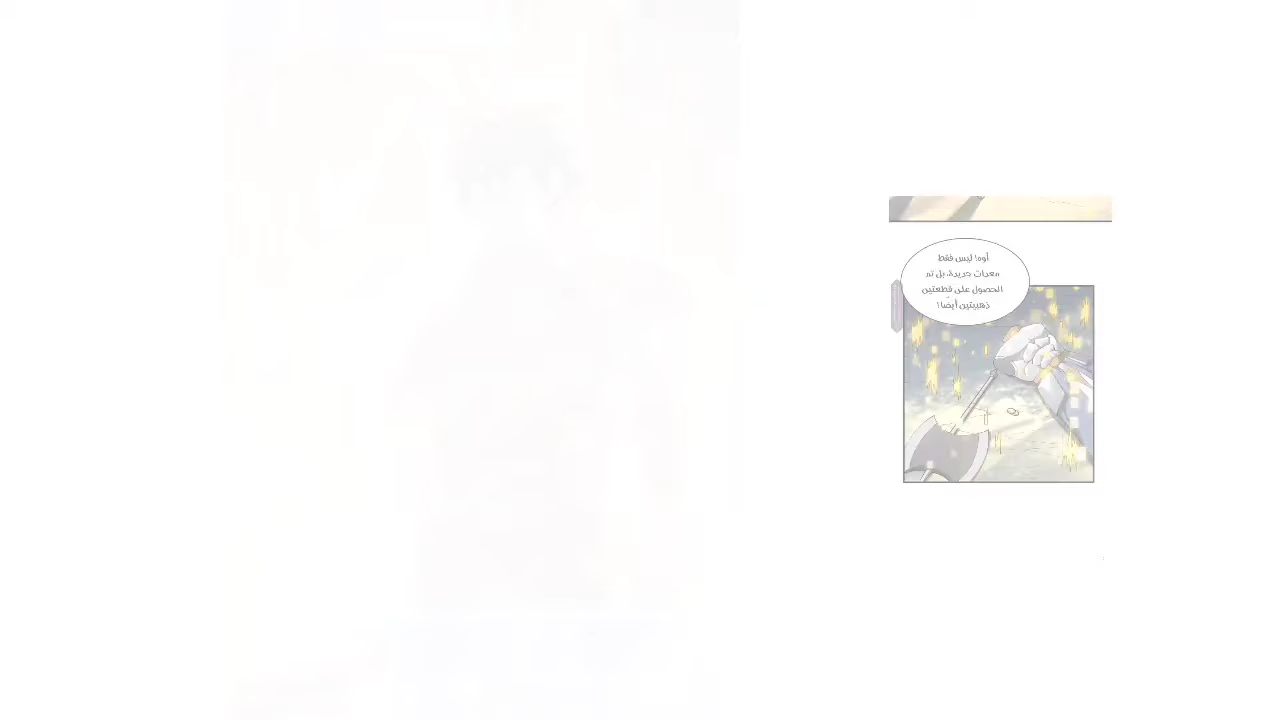 أوه! ليس فقط
معدات جديدة، بل تم
الحصول على قطعتين
ذهبيتين أيضًا!